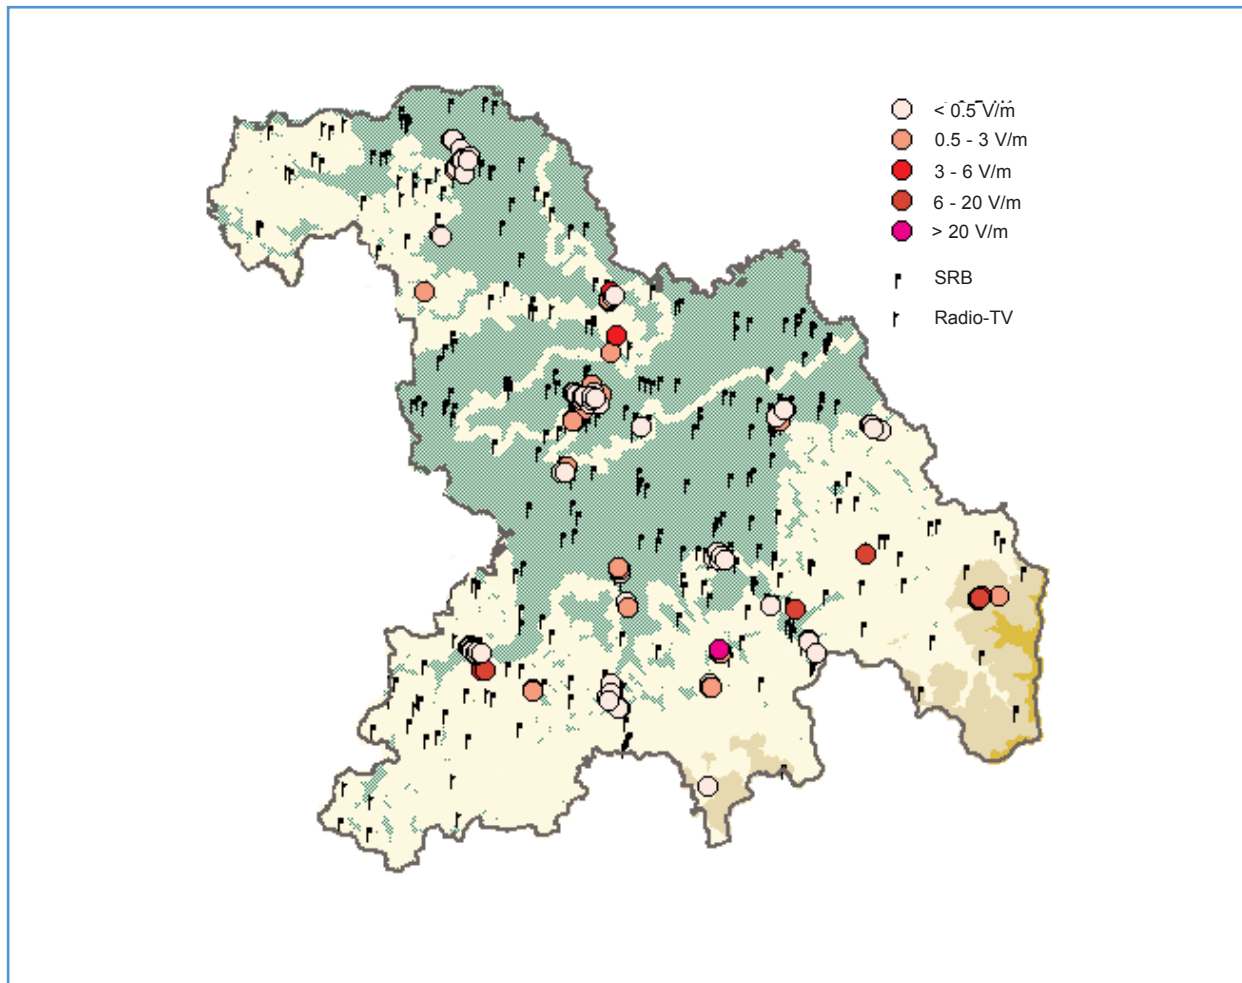 < 0.5 V/m
0.5 - 3 V/m
3 - 6 V/m
6 - 20 V/m
> 20 V/m
SRB
Radio-TV